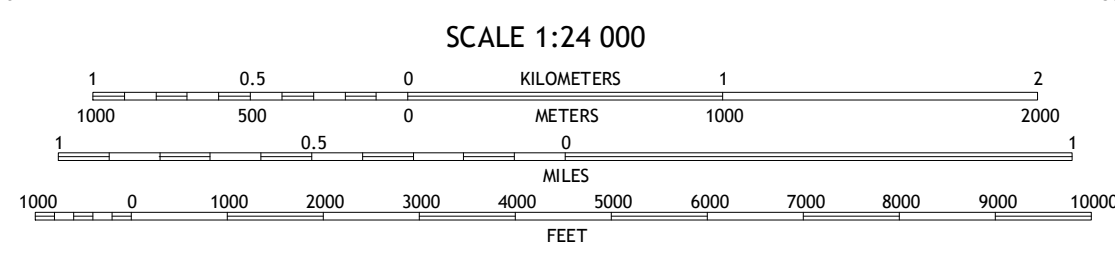 SCALE 1:24 000
1 0.5 0 KILOMETERS 1 2
1000 500 0 METERS 1000 2000
1 0.5 0 1
MILES
1000 0 1000 2000 3000 4000 5000 6000 7000 8000 9000 10000
FEET